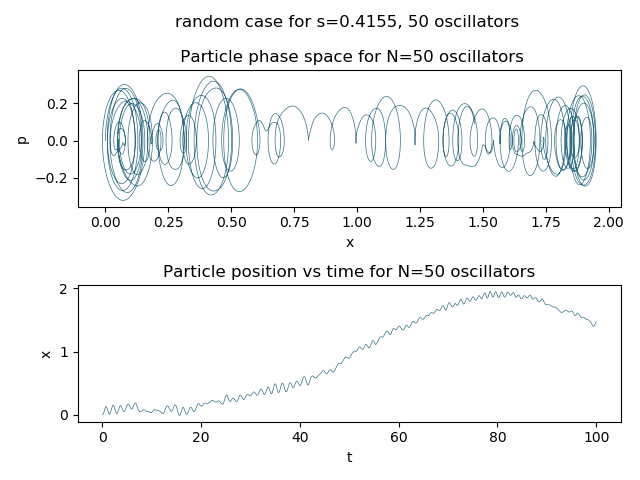 random case for s=0.4155, 50 oscillators
Particle phase space for N=50 oscillators
0.2
0.0
−0.2
p
0.00 0.25 0.50 0.75 1.00 1.25 1.50 1.75 2.00
x
Particle position vs time for N=50 oscillators
2
1
0
x
0 20 40 60 80 100
t